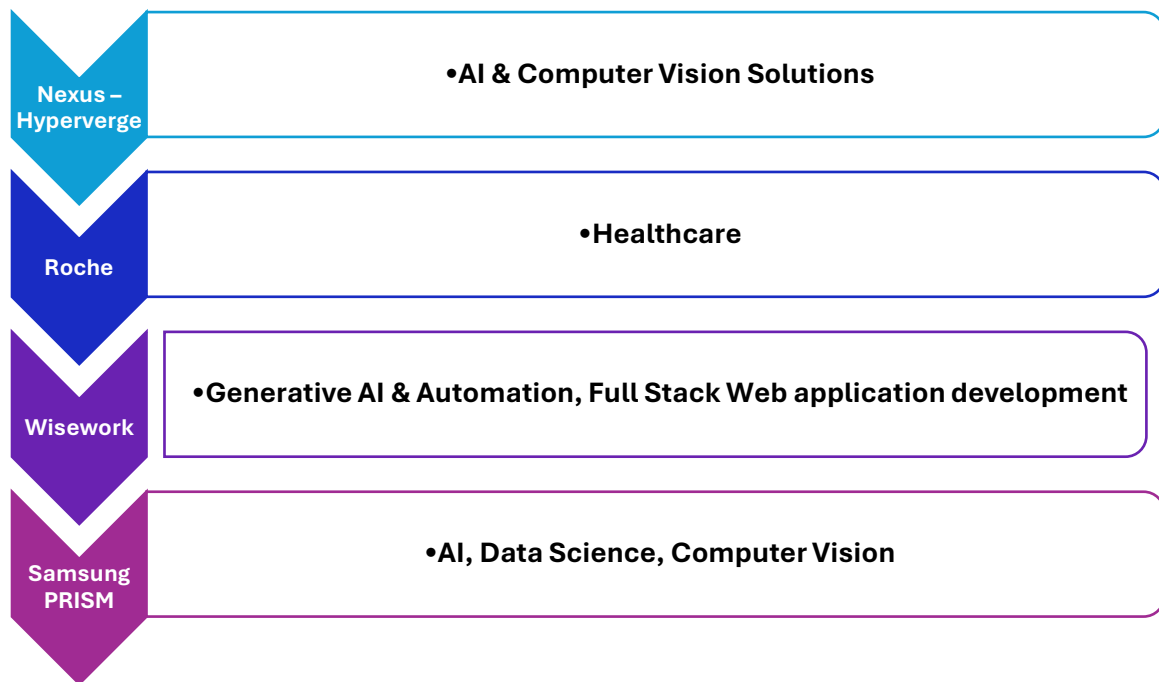 Nexus –
Hyperverge
•AI & Computer Vision Solutions
Roche
•Healthcare
Wisework
•Generative AI & Automation, Full Stack Web application development
Samsung
PRISM
•AI, Data Science, Computer Vision